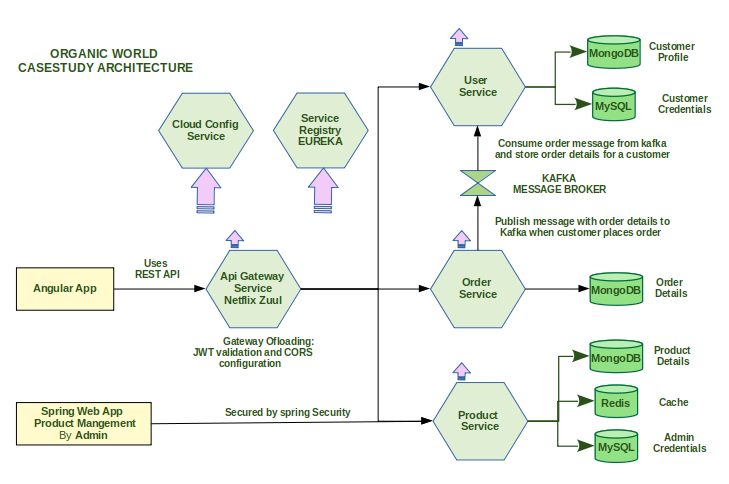 ORGANIC WORLD
CASESTUDY ARCHITECTURE
Cloud Config
Service
Service
Registry
EUREKA
User
Service
MongoDB
Customer
Profile
MySQL
Customer
Credentials
Consume order message from kafka
and store order details for a customer
KAFKA
MESSAGE BROKER
Publish message with order details to
Kafka when customer places order
Angular App
Uses
REST API
Api Gateway
Service
Netflix Zuul
Order
Service
MongoDB
Order
Details
Gateway Ofloading:
JWT validation and CORS
configuration
Spring Web App
Product Mangement
By Admin
Secured by spring Security
Product
Service
MongoDB
Product
Details
Redis
Cache
MySQL
Admin
Credentials